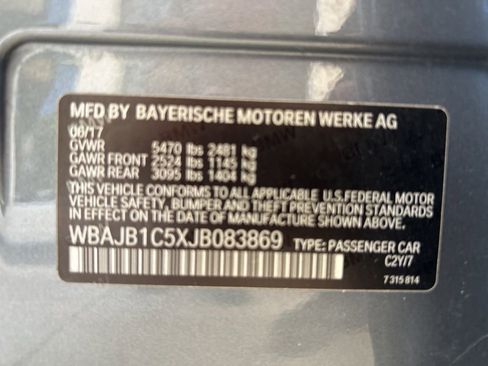 MFD BY BAYERISCHE MOTOREN WERKE AG
06/17
GVWR 5470 lbs 2481 kg
GAWR FRONT 2524 lbs 1145 kg
GAWR REAR 3095 lbs 1404 kg
THIS VEHICLE CONFORMS TO ALL APPLICABLE U.S.FEDERAL MOTOR
VEHICLE SAFETY, BUMPER AND THEFT PREVENTION STANDARDS
IN EFFECT ON THE DATE OF MANUFACTURE SHOWN ABOVE.
WBAJB1C5XJB083869 TYPE: PASSENGER CAR
C2Y/7
7 315 814